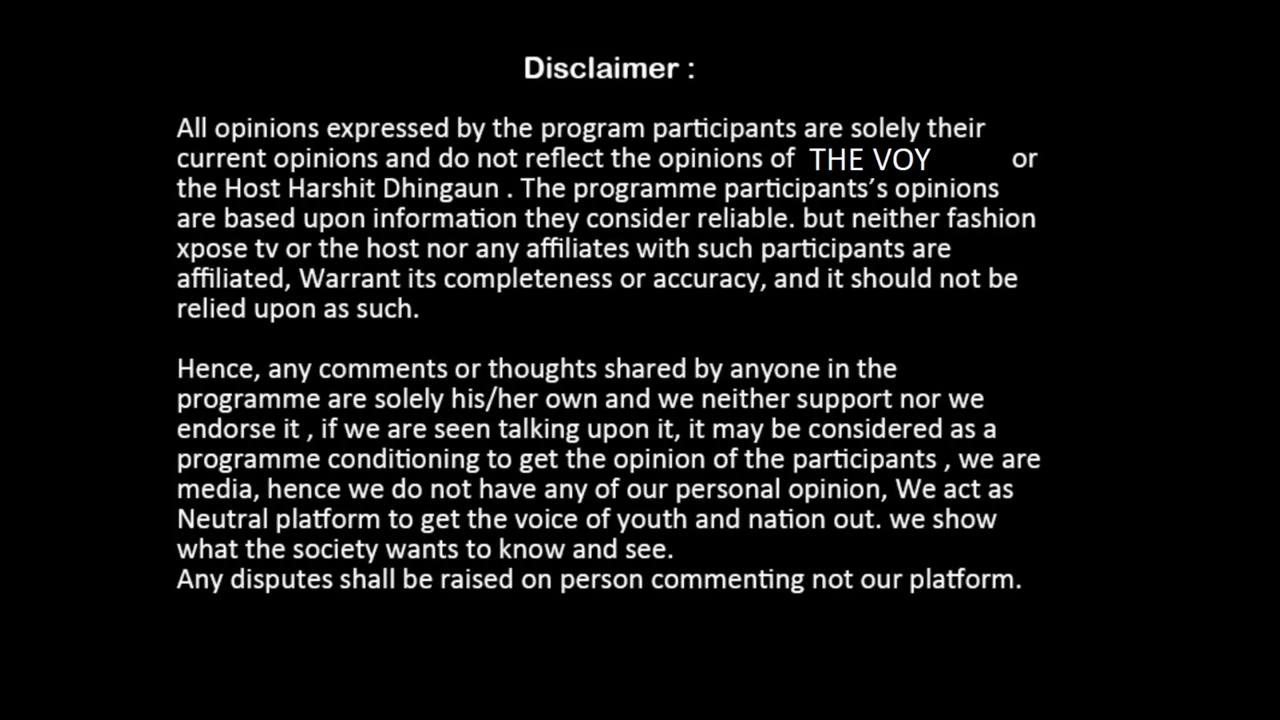 Disclaimer :
All opinions expressed by the program participants are solely their
current opinions and do not reflect the opinions of THE VOY or
the Host Harshit Dhingaun . The programme participants’s opinions
are based upon information they consider reliable. but neither fashion
xpose tv or the host nor any affiliates with such participants are
affiliated, Warrant its completeness or accuracy, and it should not be
relied upon as such.
Hence, any comments or thoughts shared by anyone in the
programme are solely his/her own and we neither support nor we
endorse it , if we are seen talking upon it, it may be considered as a
programme conditioning to get the opinion of the participants , we are
media, hence we do not have any of our personal opinion, We act as
Neutral platform to get the voice of youth and nation out. we show
what the society wants to know and see.
Any disputes shall be raised on person commenting not our platform.